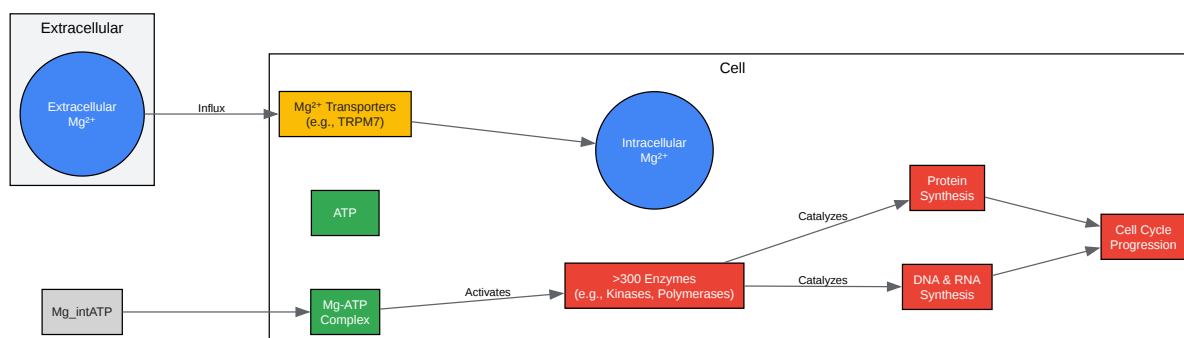 Extracellular
Extracellular
Mg²⁺
Influx
Cell
Mg²⁺ Transporters
(e.g., TRPM7)
Intracellular
Mg²⁺
ATP
Mg_intATP
Mg-ATP
Complex
Activates
>300 Enzymes
(e.g., Kinases, Polymerases)
Catalyzes
Catalyzes
Protein
Synthesis
DNA & RNA
Synthesis
Cell Cycle
Progression